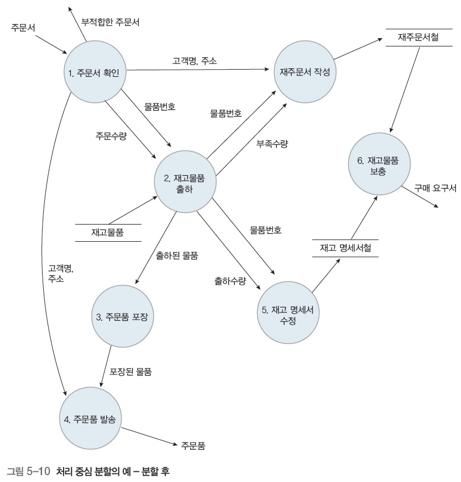 주문서
부적합한 주문서
1. 주문서 확인
고객명, 주소
재주문서 작성
재주문서철
물품번호
주문수량
물품번호
부족수량
2. 재고물품
출하
6. 재고물품
보충
구매 요구서
재고물품
물품번호
재고 명세서철
출하된 물품
출하수량
고객명,
주소
3. 주문품 포장
5. 재고 명세서
수정
포장된 물품
4. 주문품 발송
주문품
그림 5-10 처리 중심 분할의 예 – 분할 후